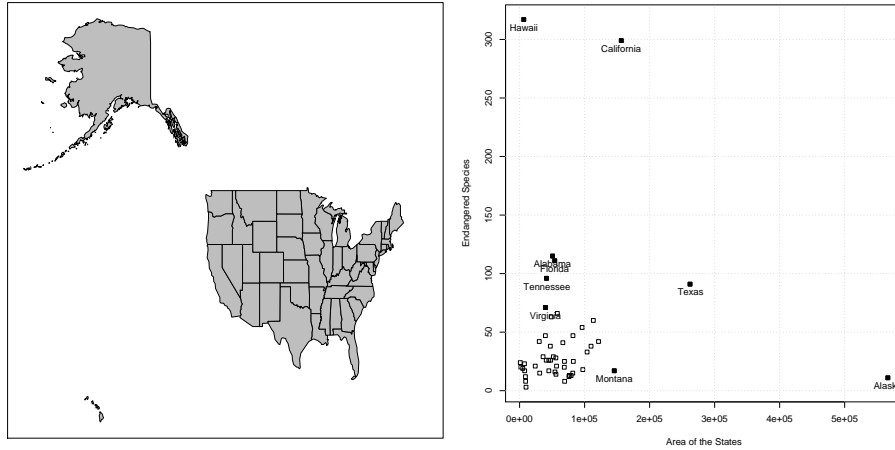 Hawaii
California
Alabama
Florida
Tennessee
Virginia
Texas
Montana
Alaska
Endangered Species
0
50
100
150
200
250
300
0e+00 1e+05 2e+05 3e+05 4e+05 5e+05
Area of the States